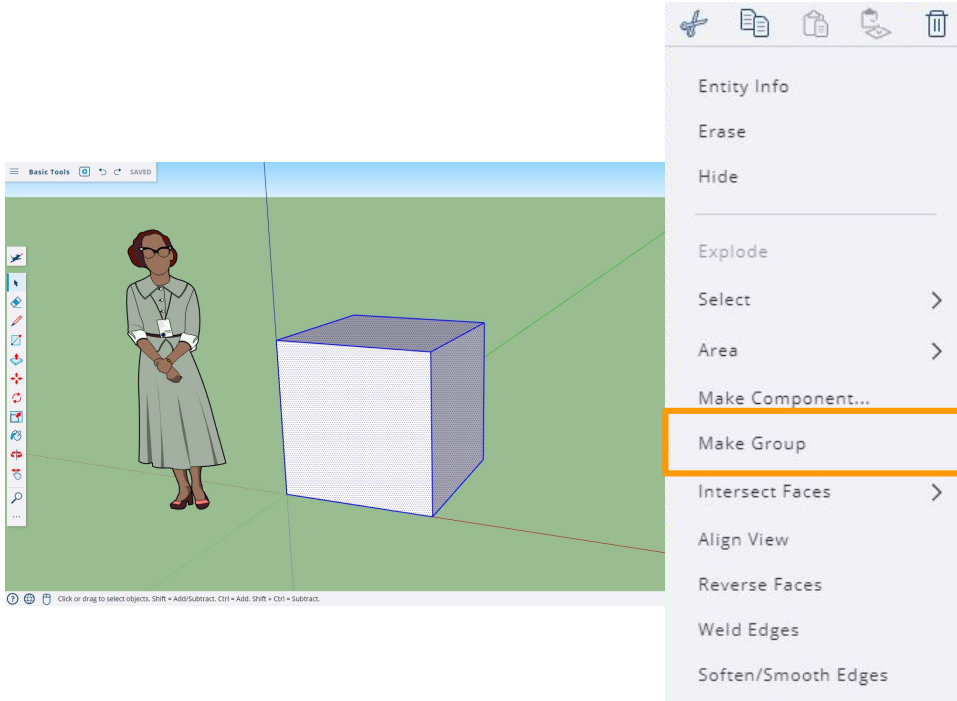 Basic Tools SAVED
Click or drag to select objects. Shift = Add/Subtract. Ctrl = Add. Shift + Ctrl = Subtract.
Entity Info
Erase
Hide
Explode
Select
Area
Make Component...
Make Group
Intersect Faces
Align View
Reverse Faces
Weld Edges
Soften/Smooth Edges